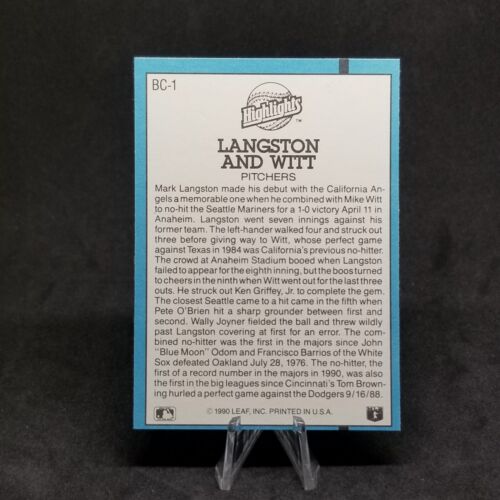 BC-1
Highlights
TM
LANGSTON
AND WITT
PITCHERS
Mark Langston made his debut with the California An-
gels a memorable one when he combined with Mike Witt
to no-hit the Seattle Mariners for a 1-0 victory April 11 in
Anaheim. Langston went seven innings against his
former team. The left-hander walked four and struck out
three before giving way to Witt, whose perfect game
against Texas in 1984 was California's previous no-hitter.
The crowd at Anaheim Stadium booed when Langston
failed to appear for the eighth inning, but the boos turned
to cheers in the ninth when Witt went out for the last three
outs. He struck out Ken Griffey, Jr. to complete the gem.
The closest Seattle came to a hit came in the fifth when
Pete O'Brien hit a sharp grounder between first and
second. Wally Joyner fielded the ball and threw wildly
past Langston covering at first for an error. The com-
bined no-hitter was the first in the majors since John
"Blue Moon" Odom and Francisco Barrios of the White
Sox defeated Oakland July 28, 1976. The no-hitter, the
first of a record number in the majors in 1990, was also
the first in the big leagues since Cincinnati's Tom Brown-
ing hurled a perfect game against the Dodgers 9/16/88.
© 1990 LEAF, INC. PRINTED IN U.S.A.